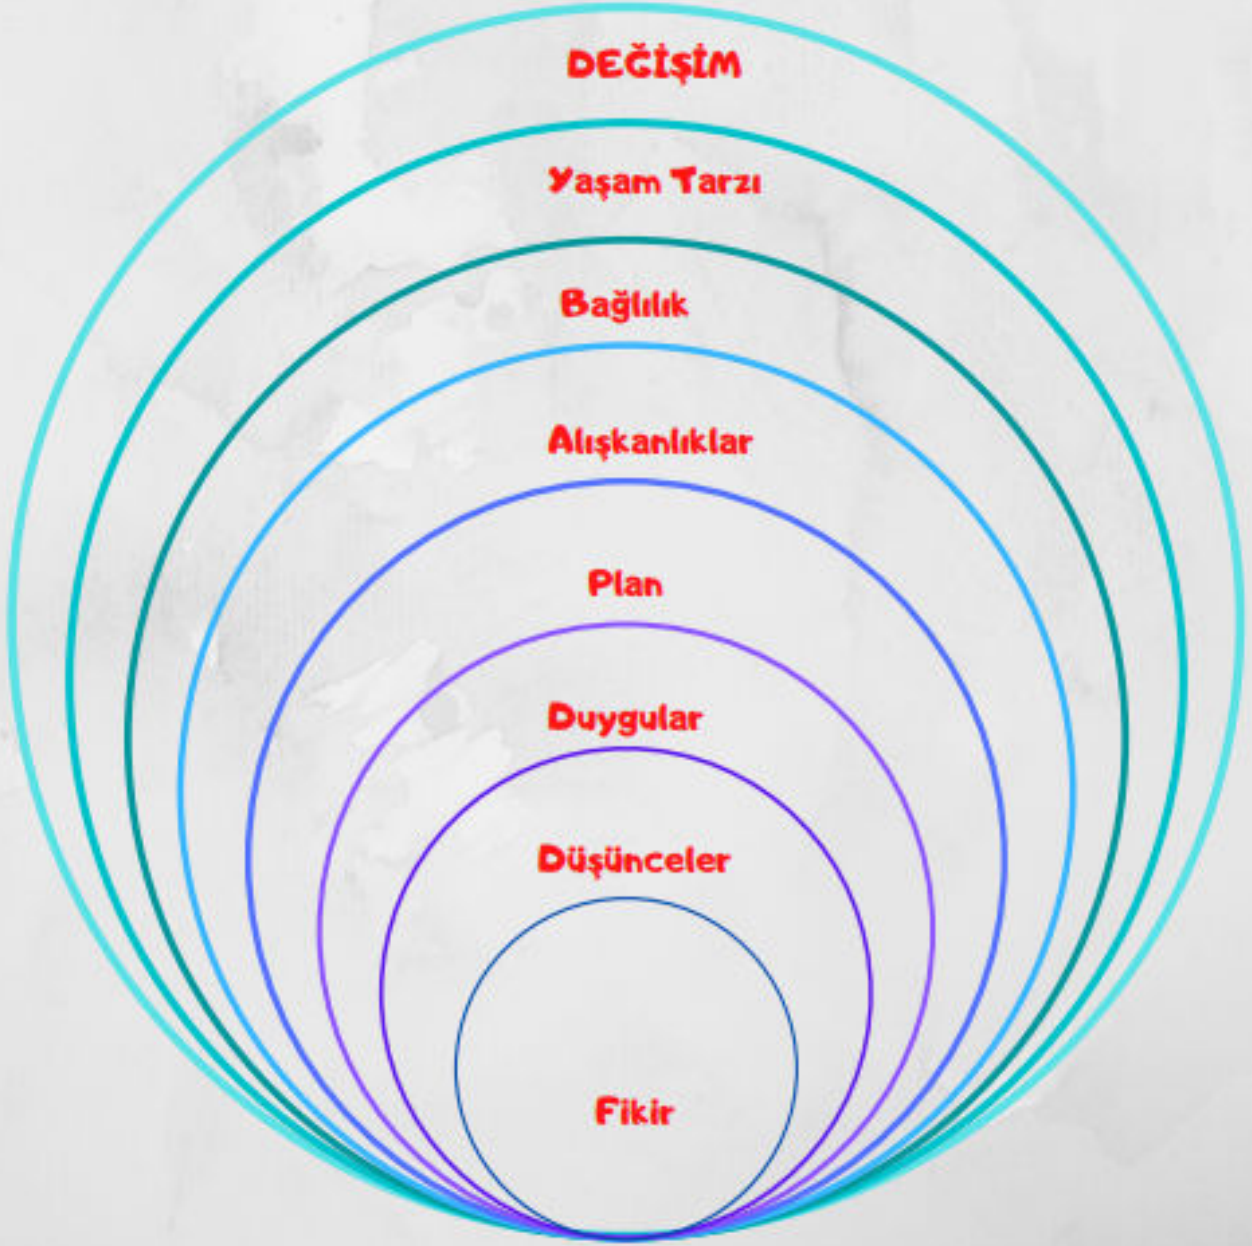 DEĞİŞİM
Yaşam Tarzı
Bağlılık
Alışkanlıklar
Plan
Duygular
Düşünceler
Fikir